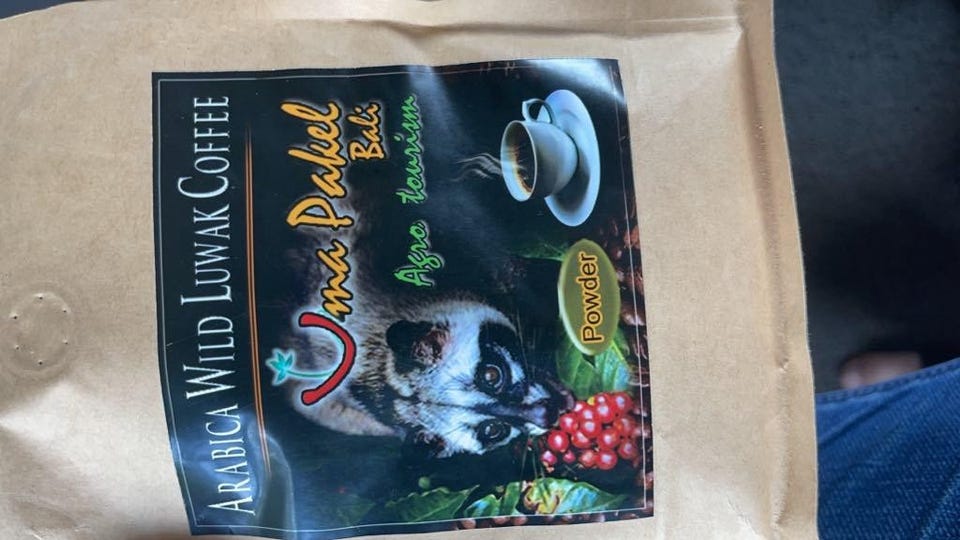 ARABICA WILD LUWAK COFFEE
Uma Pakel
Bali
Agro tourism
Powder